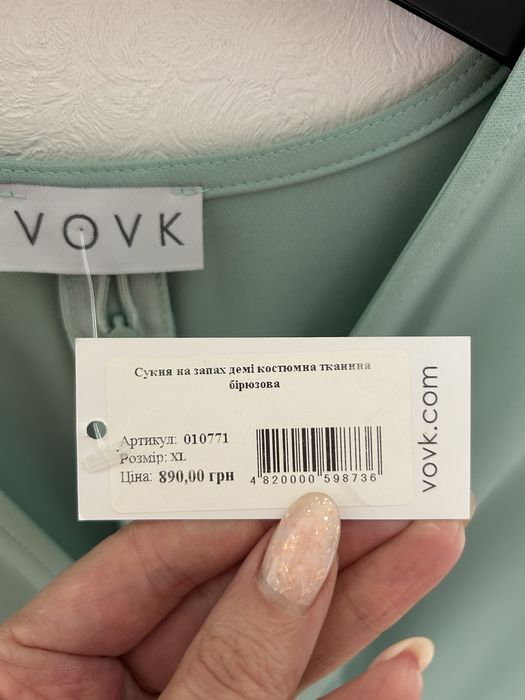 VOVK
Сукня на запах демі костюмна тканина
бірюзова
Артикул: 010771
Розмір: XL
Ціна: 890,00 грн
4 820000 598736
vovk.com